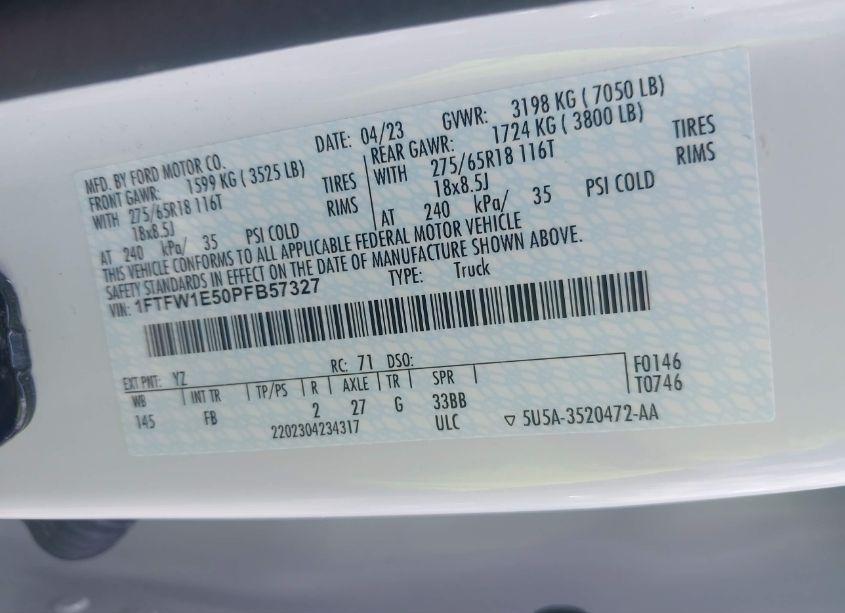 MFD. BY FORD MOTOR CO. DATE: 04/23 GVWR: 3198 KG ( 7050 LB)
FRONT GAWR: 1599 KG ( 3525 LB) REAR GAWR: 1724 KG ( 3800 LB)
WITH 275/65R18 116T TIRES WITH 275/65R18 116T TIRES
18x8.5J RIMS 18x8.5J RIMS
AT 240 kPa/ 35 PSI COLD AT 240 kPa/ 35 PSI COLD
THIS VEHICLE CONFORMS TO ALL APPLICABLE FEDERAL MOTOR VEHICLE
SAFETY STANDARDS IN EFFECT ON THE DATE OF MANUFACTURE SHOWN ABOVE.
VIN: 1FTFW1E50PFB57327 TYPE: Truck
EXT PNT: YZ RC: 71 DSO: F0146
WB INT TR TP/PS R AXLE TR SPR T0746
145 FB 2 27 G 33BB
2202304234317 ULC ▽ 5U5A-3520472-AA